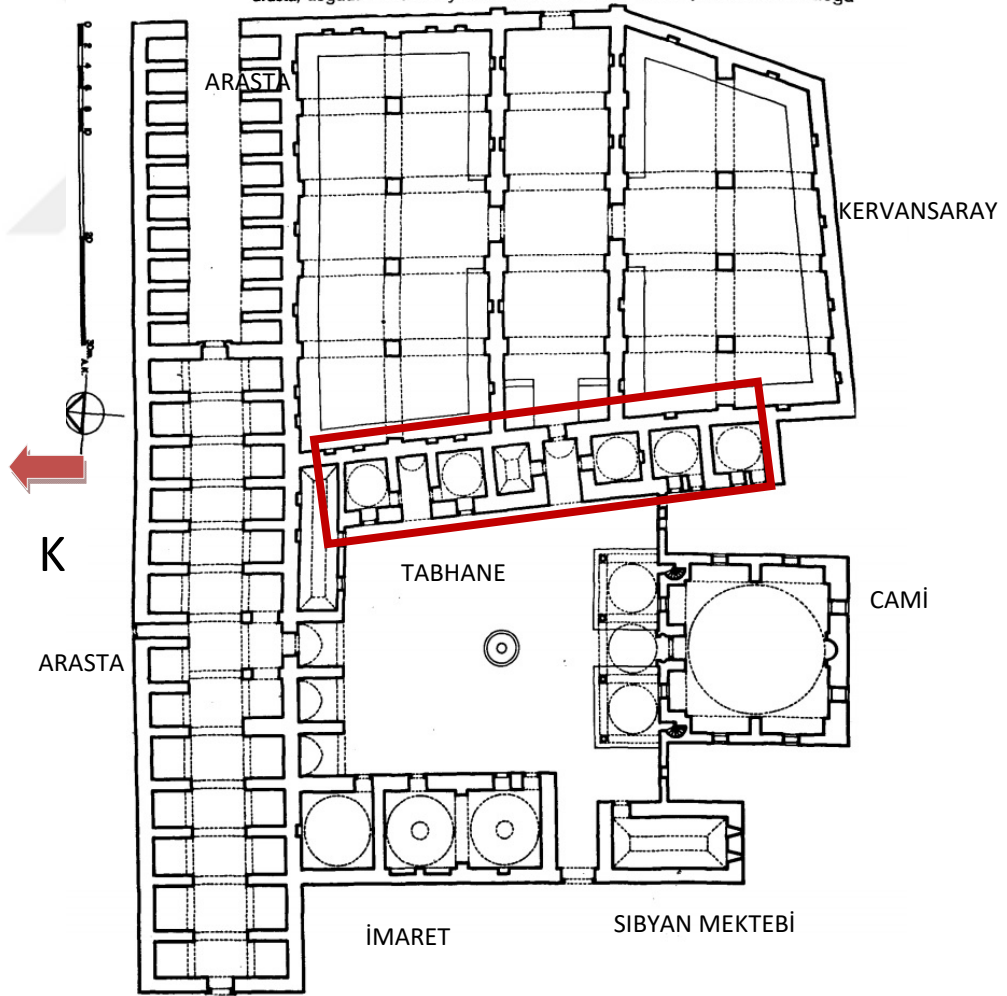 ARASTA
KERVANSARAY
K
TABHANE
CAMİ
ARASTA
İMARET
SIBYAN MEKTEBİ